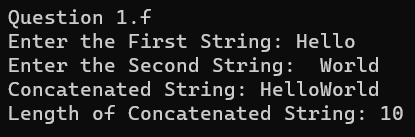 Question 1.f
Enter the First String: Hello
Enter the Second String:  World
Concatenated String: HelloWorld
Length of Concatenated String: 10